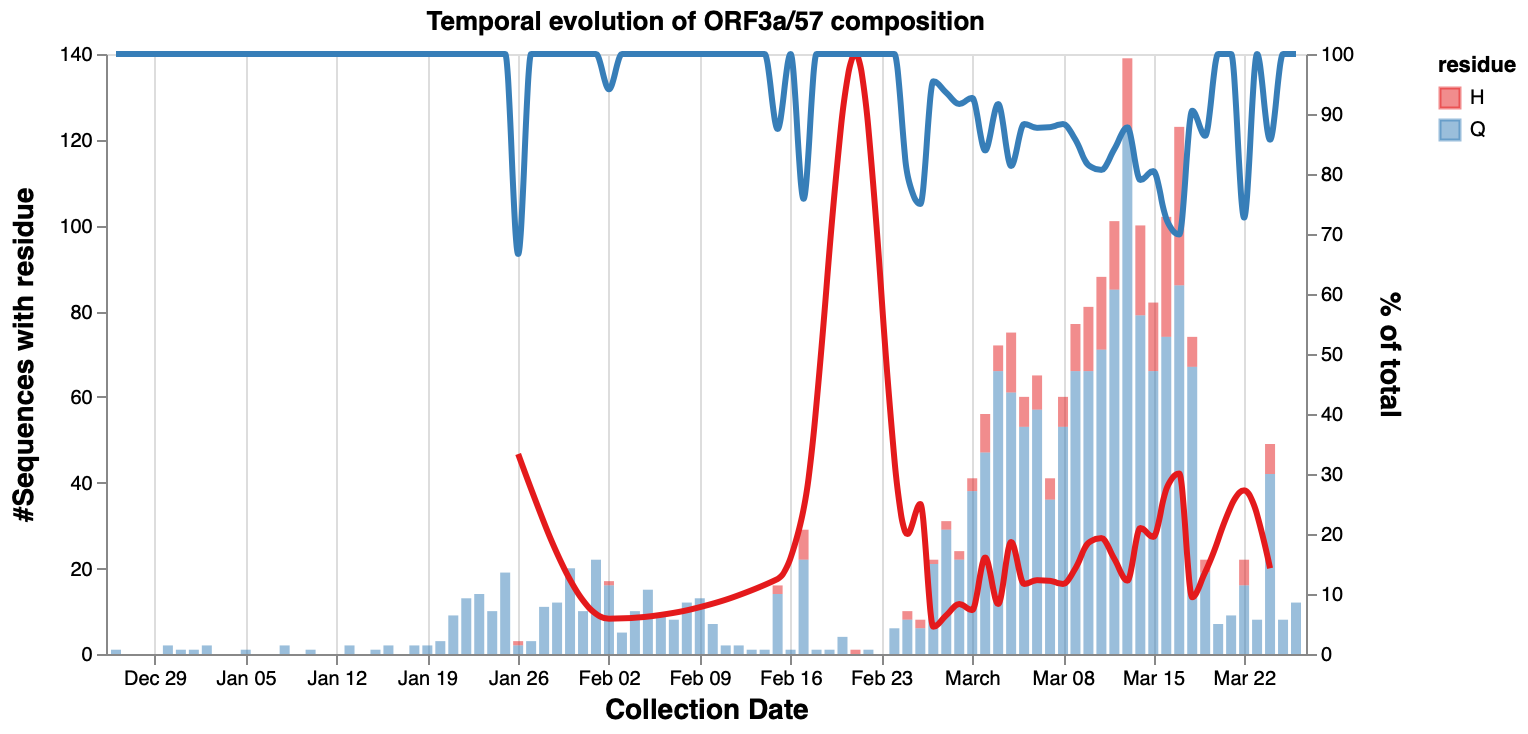 Temporal evolution of ORF3a/57 composition
residue
H
Q
#Sequences with residue
140
120
100
80
60
40
20
0
100
90
80
70
60
50
40
30
20
10
0
% of total
Dec 29 Jan 05 Jan 12 Jan 19 Jan 26 Feb 02 Feb 09 Feb 16 Feb 23 March Mar 08 Mar 15 Mar 22
Collection Date